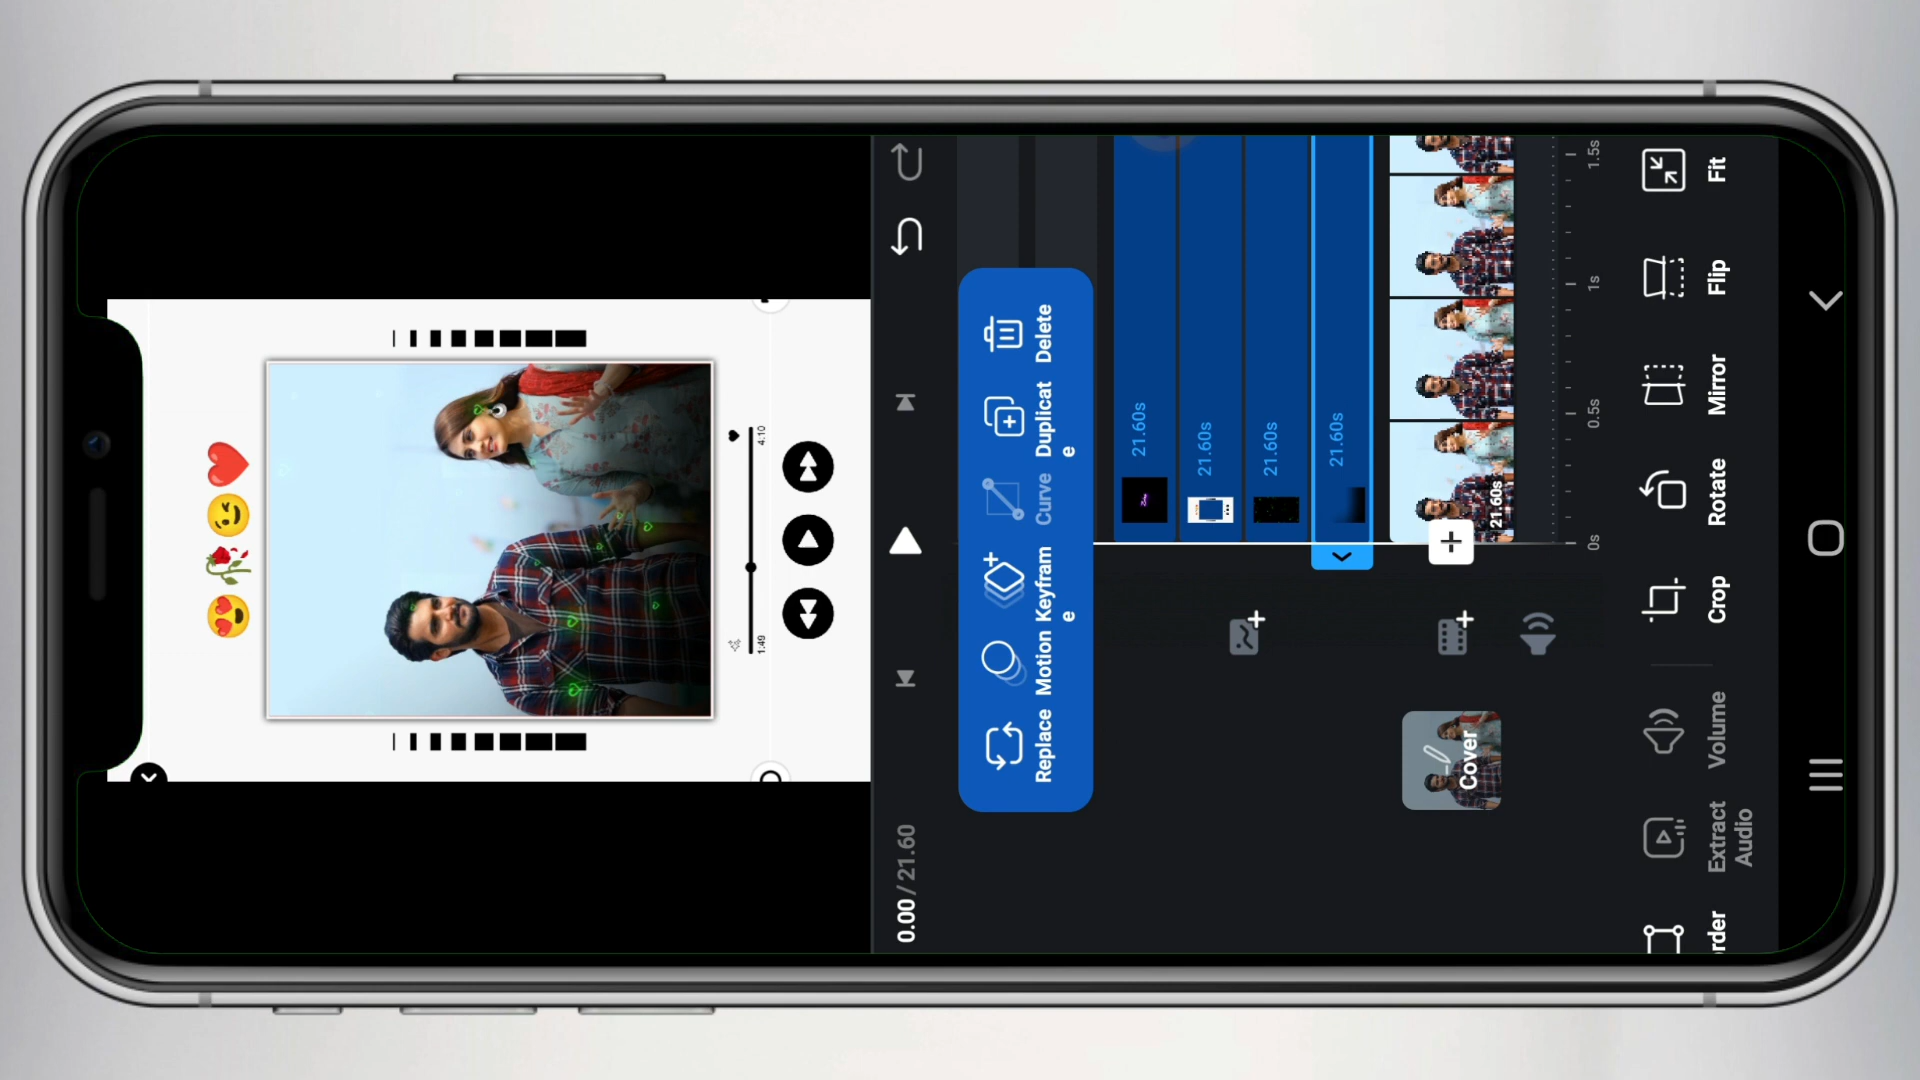 4:10
1:49
0.00 / 21.60
Delete
Duplicat
e
Curve
Keyfram
e
Motion
Replace
21.60s
21.60s
21.60s
21.60s
21.60s
Cover
1.5s
1s
0.5s
0s
Fit
Flip
Mirror
Rotate
Crop
Volume
Extract
Audio
rder